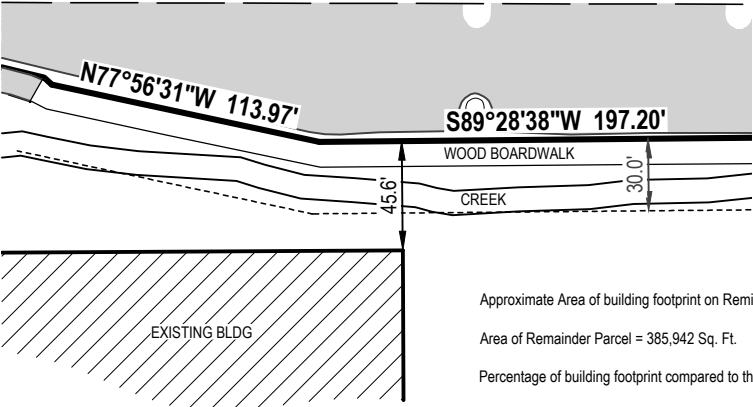 N77°56'31"W 113.97'
S89°28'38"W 197.20'
WOOD BOARDWALK
45.6'
30.0'
CREEK
EXISTING BLDG
Approximate Area of building footprint on
Area of Remainder Parcel = 385,942 Sq. Ft.
Percentage of building footprint compared to